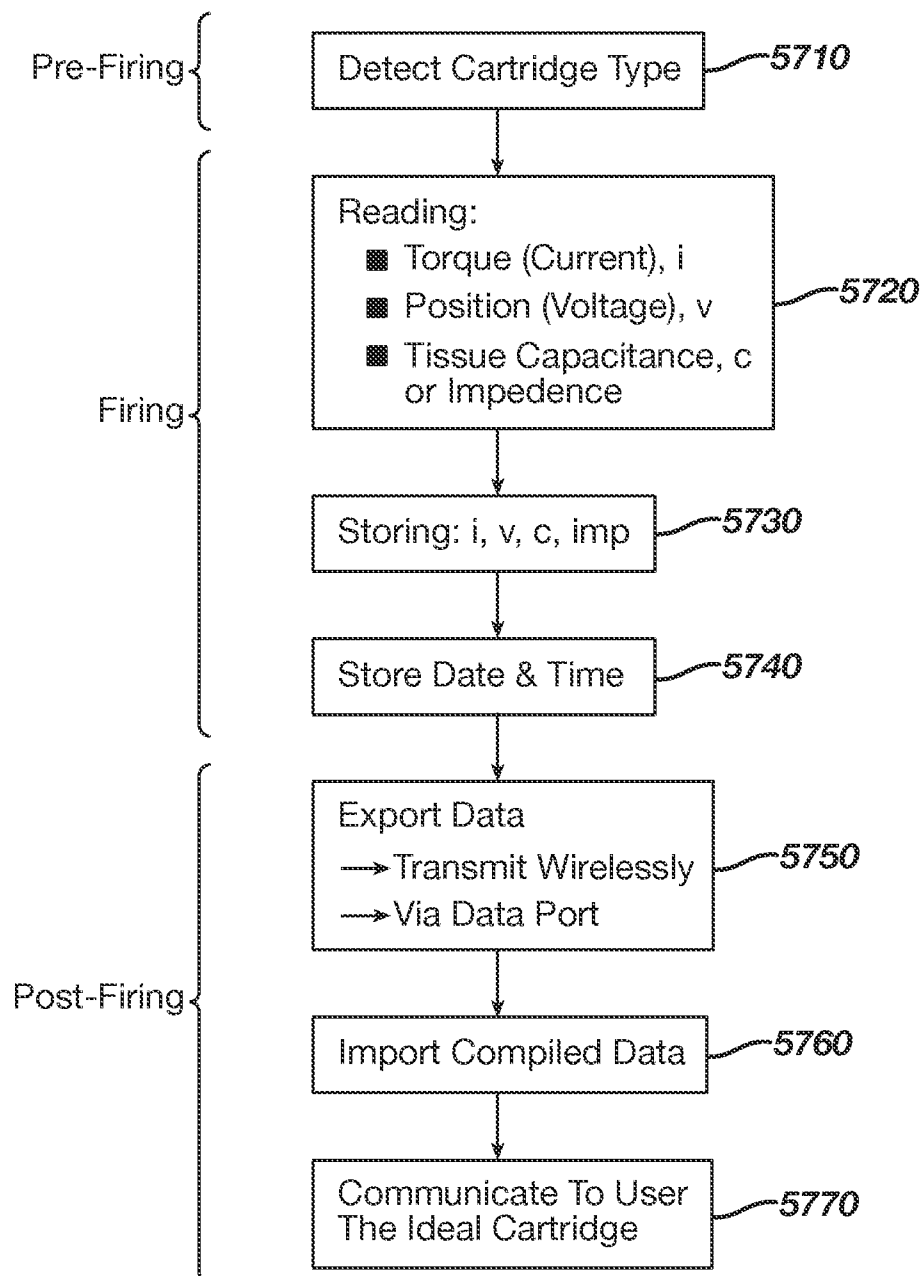 Pre-Firing
Detect Cartridge Type
5710
Firing
Reading:
■ Torque (Current), i
■ Position (Voltage), v
■ Tissue Capacitance, c
or Impedence
5720
Storing: i, v, c, imp
5730
Store Date & Time
5740
Post-Firing
Export Data
→Transmit Wirelessly
→Via Data Port
5750
Import Compiled Data
5760
Communicate To User
The Ideal Cartridge
5770